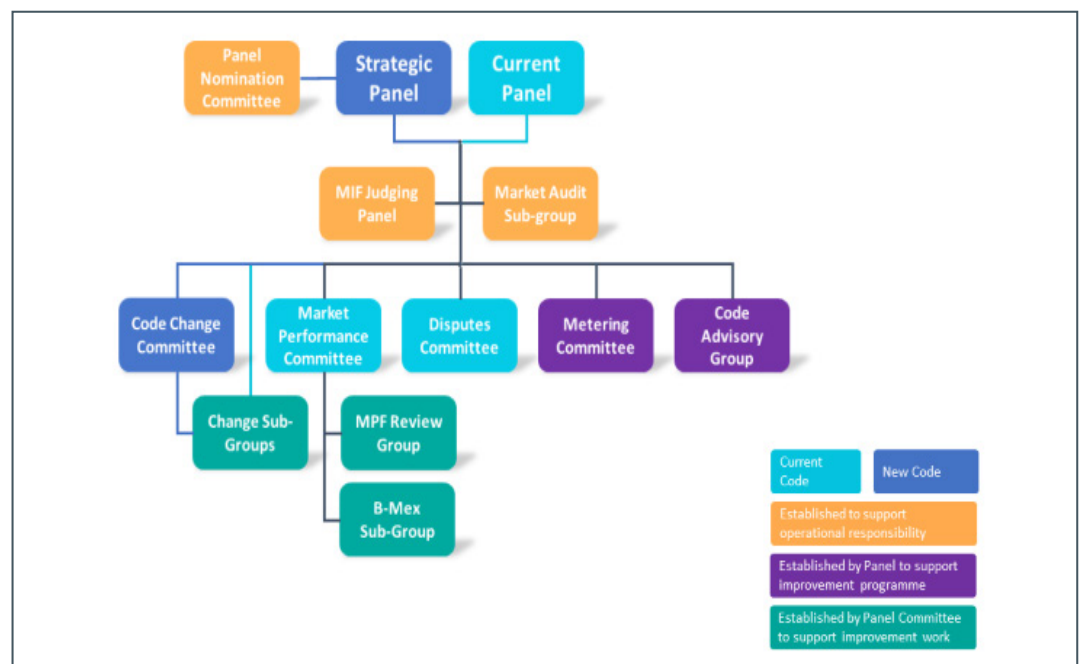 Panel
Nomination
Committee
Strategic
Panel
Current
Panel
MIF Judging
Panel
Market Audit
Sub-group
Code Change
Committee
Market
Performance
Committee
Disputes
Committee
Metering
Committee
Code
Advisory
Group
Change Sub-
Groups
MPF Review
Group
B-Mex
Sub-Group
Current
Code
New Code
Established to support
operational responsibility
Established by Panel to support
improvement programme
Established by Panel Committee
to support improvement work